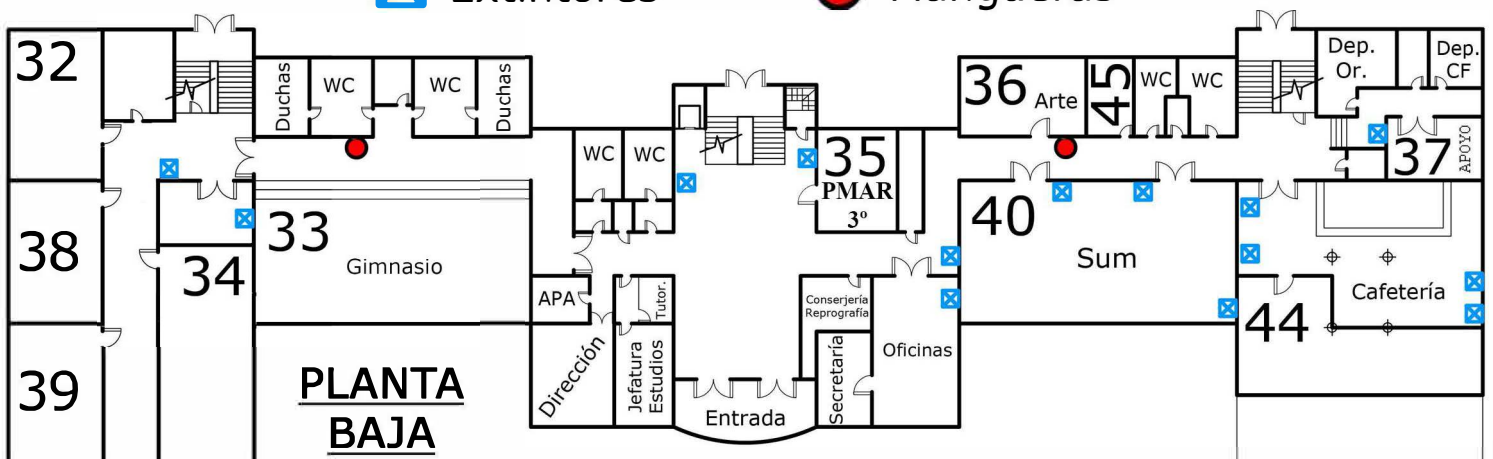 Extintores
Mangueras
32
Duchas
WC
WC
Duchas
36
Arte
45
WC
WC
Dep.
Or.
Dep.
CF
WC
WC
35
PMAR
3º
37
APOYO
38
34
33
Gimnasio
40
Sum
Cafetería
44
APA
Tutor.
Conserjería
Reprografía
Dirección
Jefatura
Estudios
Secretaría
Oficinas
Entrada
39
PLANTA
BAJA